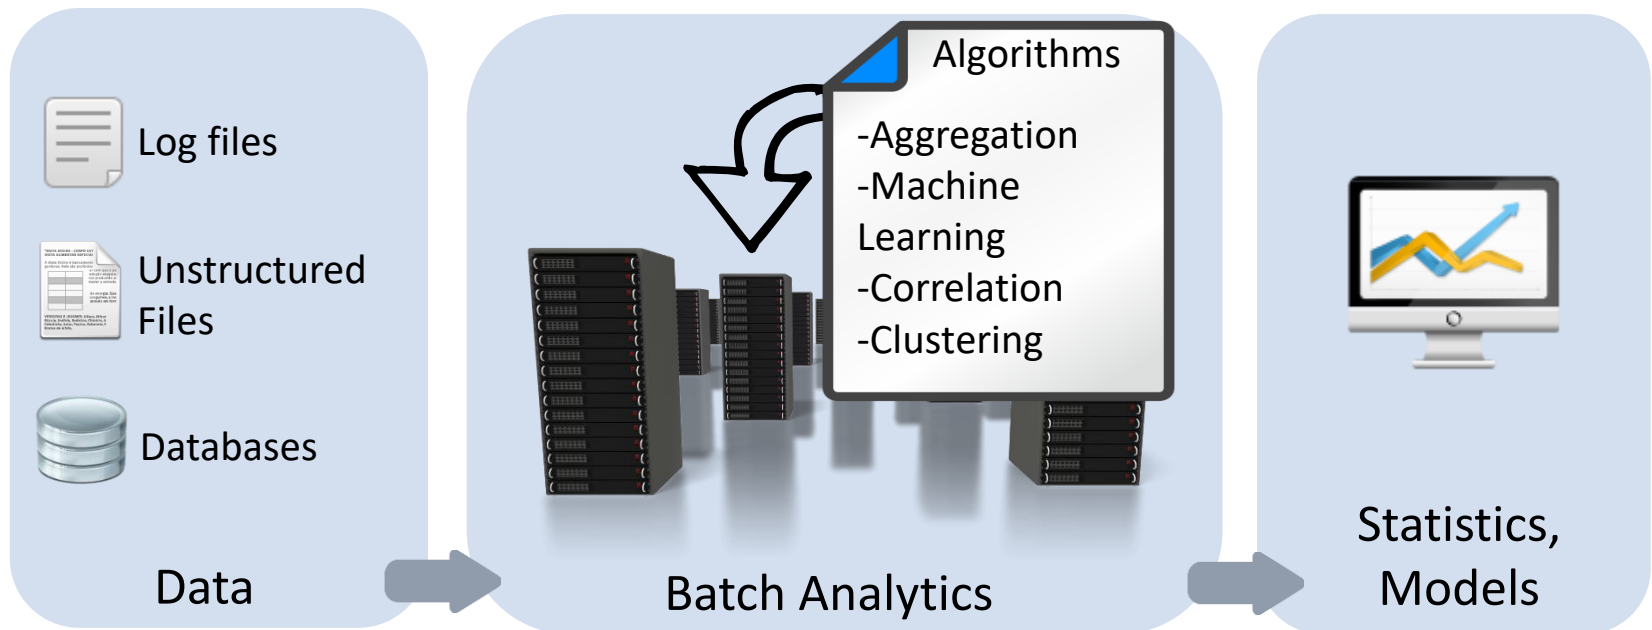 Log files
Unstructured
Files
Databases
Data
Algorithms
-Aggregation
-Machine
Learning
-Correlation
-Clustering
Batch Analytics
Statistics,
Models